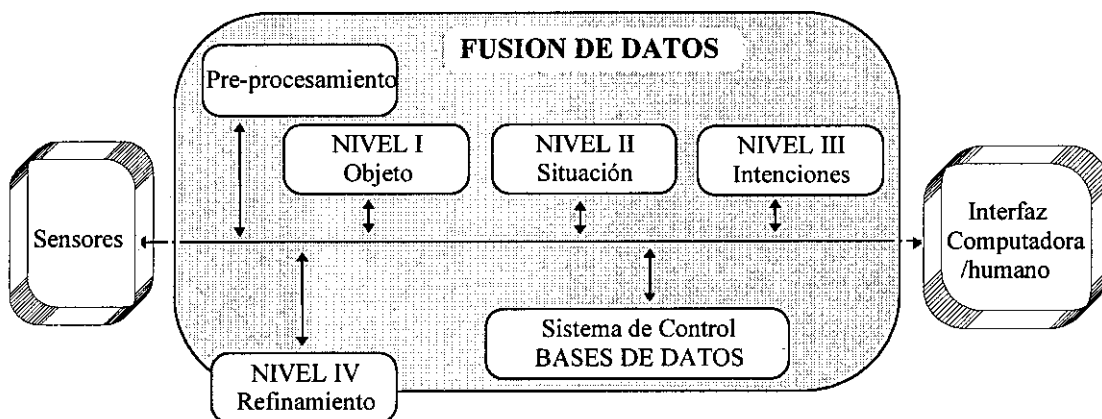 FUSION DE DATOS
Pre-procesamiento
NIVEL I
Objeto
NIVEL II
Situación
NIVEL III
Intenciones
Sensores
Interfaz
Computadora
/humano
Sistema de Control
BASES DE DATOS
NIVEL IV
Refinamiento